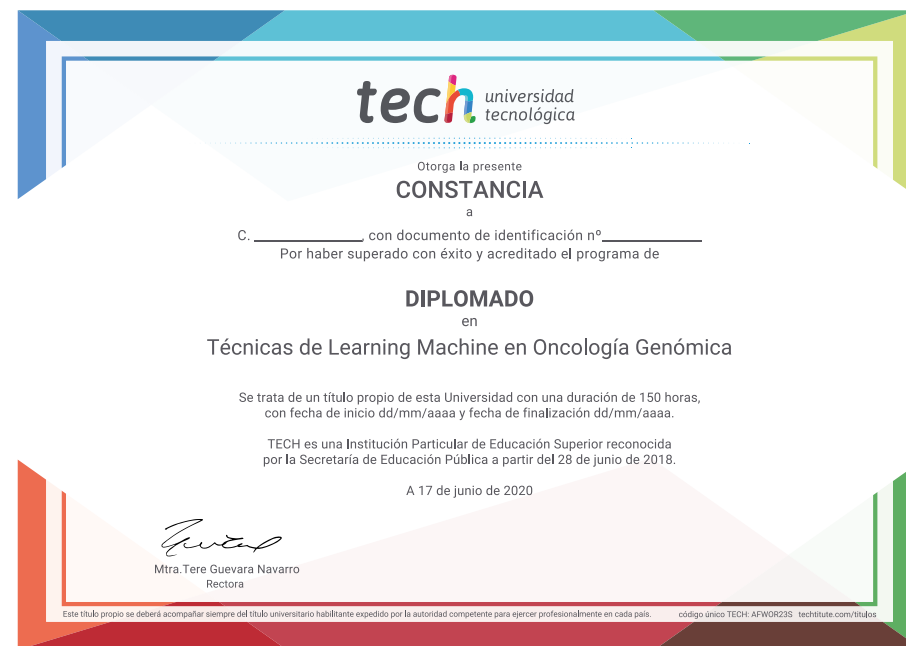 tech universidad
tecnológica
Otorga la presente
CONSTANCIA
a
C. ____________, con documento de identificación nº____________
Por haber superado con éxito y acreditado el programa de
DIPLOMADO
en
Técnicas de Learning Machine en Oncología Genómica
Se trata de un título propio de esta Universidad con una duración de 150 horas,
con fecha de inicio dd/mm/aaaa y fecha de finalización dd/mm/aaaa.
TECH es una Institución Particular de Educación Superior reconocida
por la Secretaría de Educación Pública a partir del 28 de junio de 2018.
A 17 de junio de 2020
Mtra.Tere Guevara Navarro
Rectora
Este título propio se deberá acompañar siempre del título universitario habilitante expedido por la autoridad competente para ejercer profesionalmente en cada país. código único TECH: AFWOR23S techtitute.com/titulos